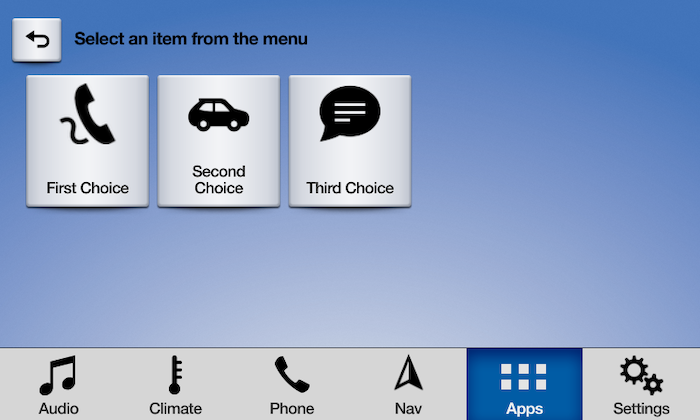 Select an item from the menu
First Choice
Second
Choice
Third Choice
Audio
Climate
Phone
Nav
Apps
Settings